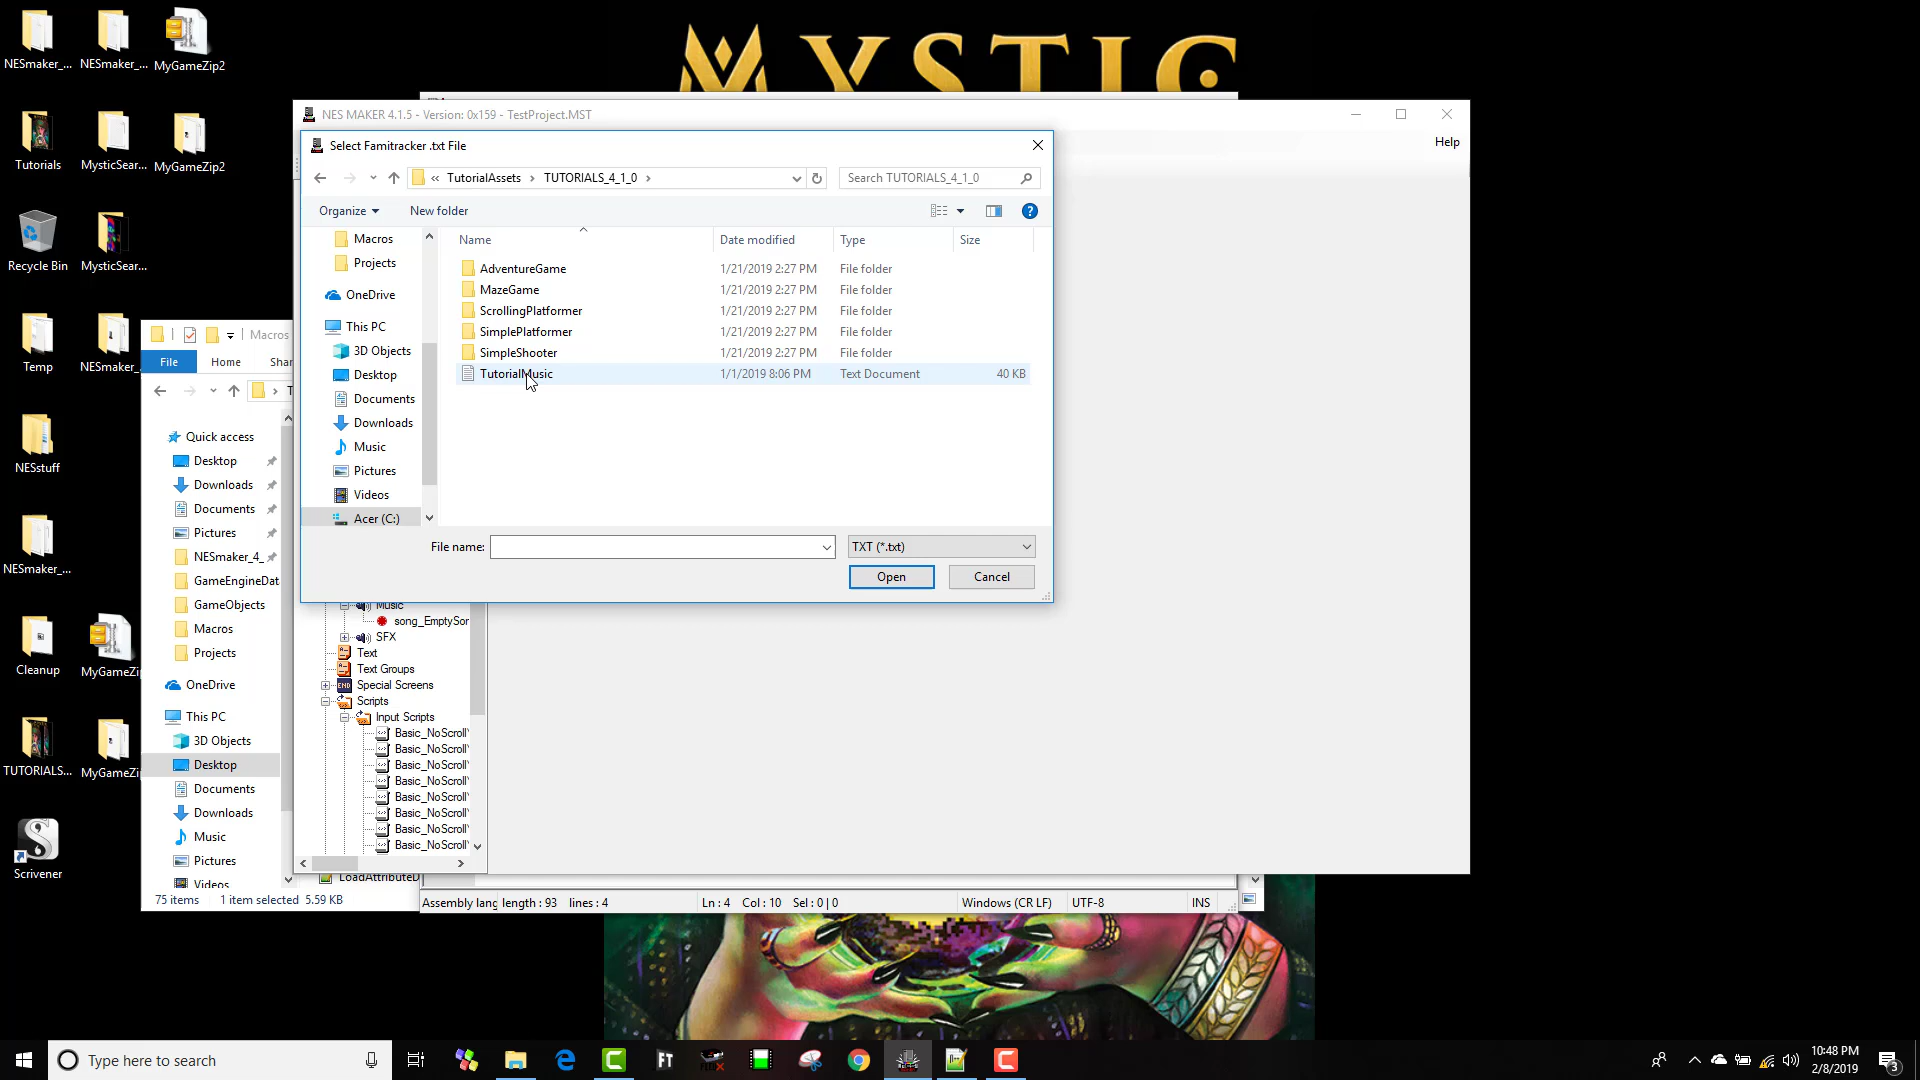 NESmaker_...
NESmaker_...
MyGameZip2
Tutorials
MysticSear...
MyGameZip2
Recycle Bin
MysticSear...
Temp
NESmaker_
NESstuff
NESmaker_...
Cleanup
MyGameZi
TUTORIALS...
MyGameZi
Scrivener
MYSTIC
NES MAKER 4.1.5 - Version: 0x159 - TestProject.MST
Help
Select Famitracker .txt File
« TutorialAssets › TUTORIALS_4_1_0 ›
Search TUTORIALS_4_1_0
Organize
New folder
Macros
Projects
OneDrive
This PC
3D Objects
Desktop
Documents
Downloads
Music
Pictures
Videos
Acer (C:)
Name Date modified Type Size
AdventureGame 1/21/2019 2:27 PM File folder
MazeGame 1/21/2019 2:27 PM File folder
ScrollingPlatformer 1/21/2019 2:27 PM File folder
SimplePlatformer 1/21/2019 2:27 PM File folder
SimpleShooter 1/21/2019 2:27 PM File folder
TutorialMusic 1/1/2019 8:06 PM Text Document 40 KB
File name:
TXT (*.txt)
Open
Cancel
Macros
File Home Shar
Quick access
Desktop
Downloads
Documents
Pictures
NESmaker_4_
GameEngineDat
GameObjects
Macros
Projects
OneDrive
This PC
3D Objects
Desktop
Documents
Downloads
Music
Pictures
Videos
75 items 1 item selected 5.59 KB
Music
song_EmptySon
SFX
Text
Text Groups
Special Screens
Scripts
Input Scripts
Basic_NoScroll
Basic_NoScroll
Basic_NoScroll
Basic_NoScroll
Basic_NoScroll
Basic_NoScroll
Basic_NoScroll
Basic_NoScroll
LoadAttributeD
Assembly lang length : 93 lines : 4 Ln : 4 Col : 10 Sel : 0 | 0 Windows (CR LF) UTF-8 INS
Type here to search
FT
10:48 PM
2/8/2019
3